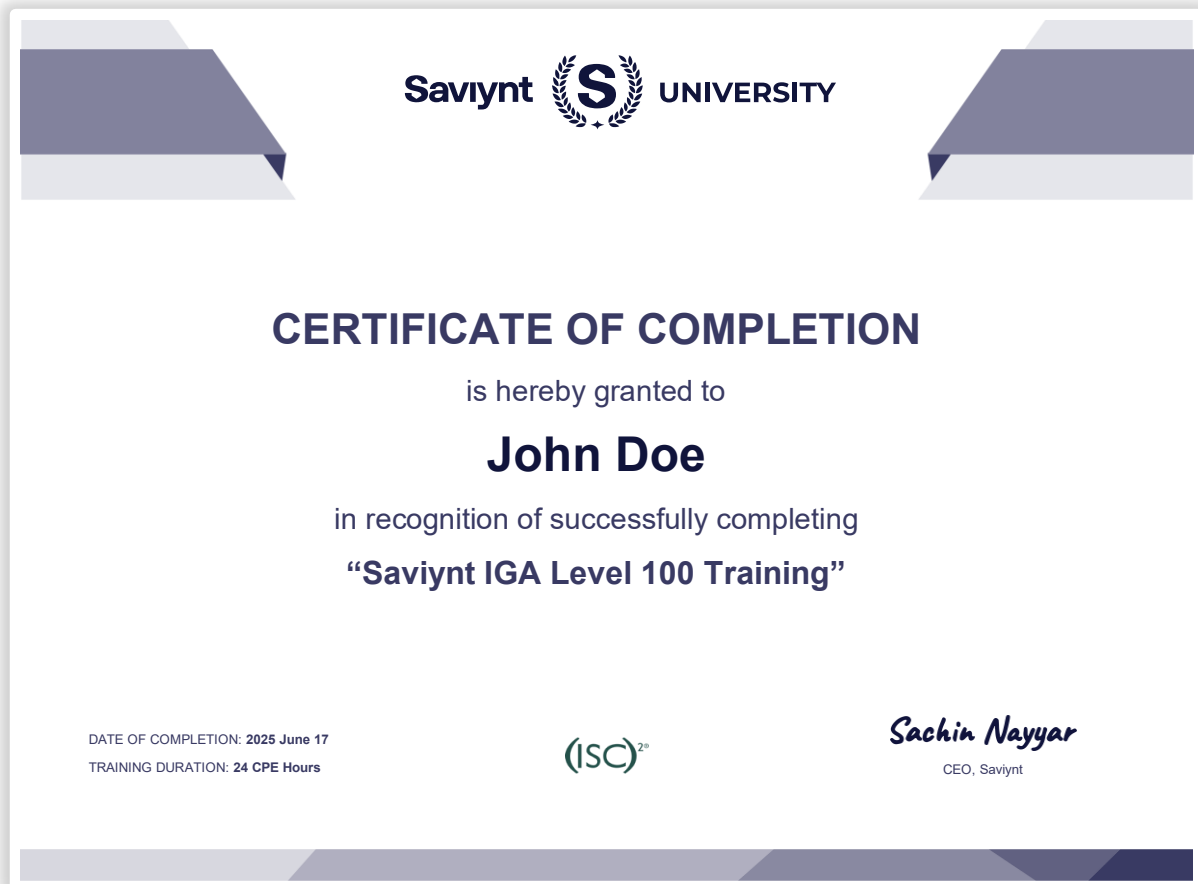 Saviynt S UNIVERSITY
CERTIFICATE OF COMPLETION
is hereby granted to
John Doe
in recognition of successfully completing
“Saviynt IGA Level 100 Training”
DATE OF COMPLETION: 2025 June 17
TRAINING DURATION: 24 CPE Hours
(ISC)²®
Sachin Nayyar
CEO, Saviynt